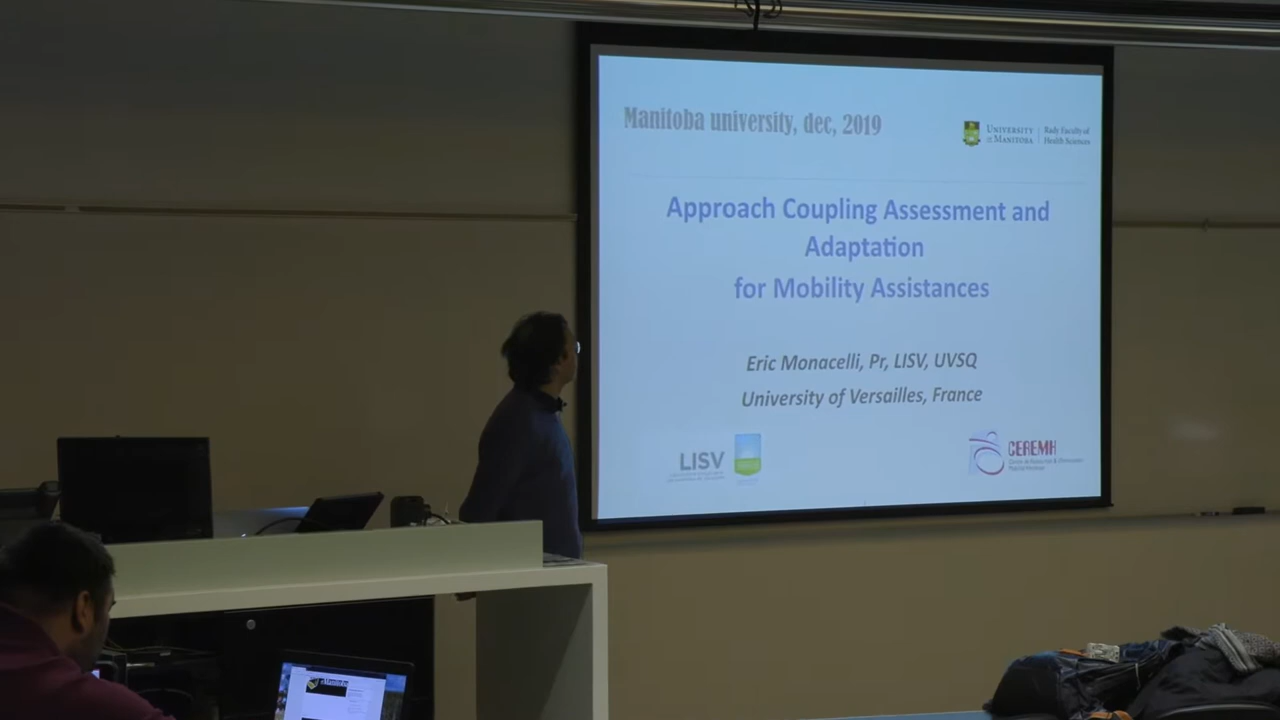 Manitoba university, dec, 2019
UNIVERSITY
OF MANITOBA
Rady Faculty of
Health Sciences
Approach Coupling Assessment and
Adaptation
for Mobility Assistances
Eric Monacelli, Pr, LISV, UVSQ
University of Versailles, France
LISV
CEREMH